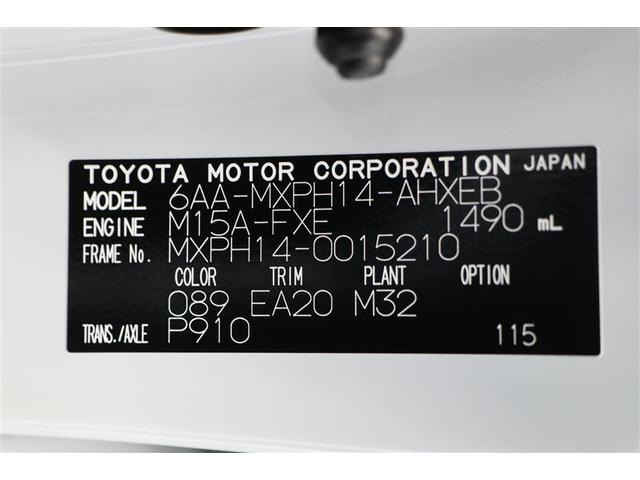 TOYOTA MOTOR CORPORATION JAPAN
MODEL 6AA-MXPH14-AHXEB
ENGINE M15A-FXE 1490 mL
FRAME No. MXPH14-0015210
COLOR TRIM PLANT OPTION
089 EA20 M32
TRANS./AXLE P910 115